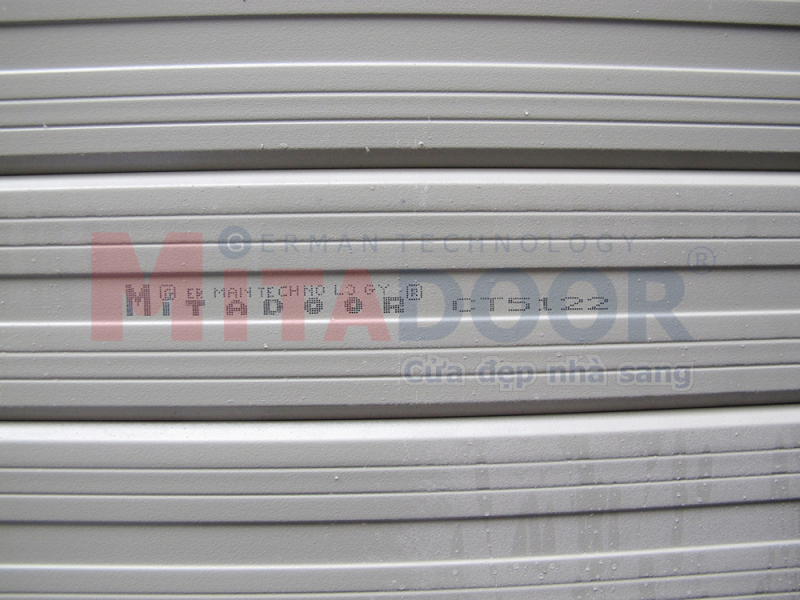 GERMAN TECHNOLOGY
MITADOOR ®
GERMAN TECHNOLOGY ®
MITADOOR CT5122
Cửa đẹp nhà sang